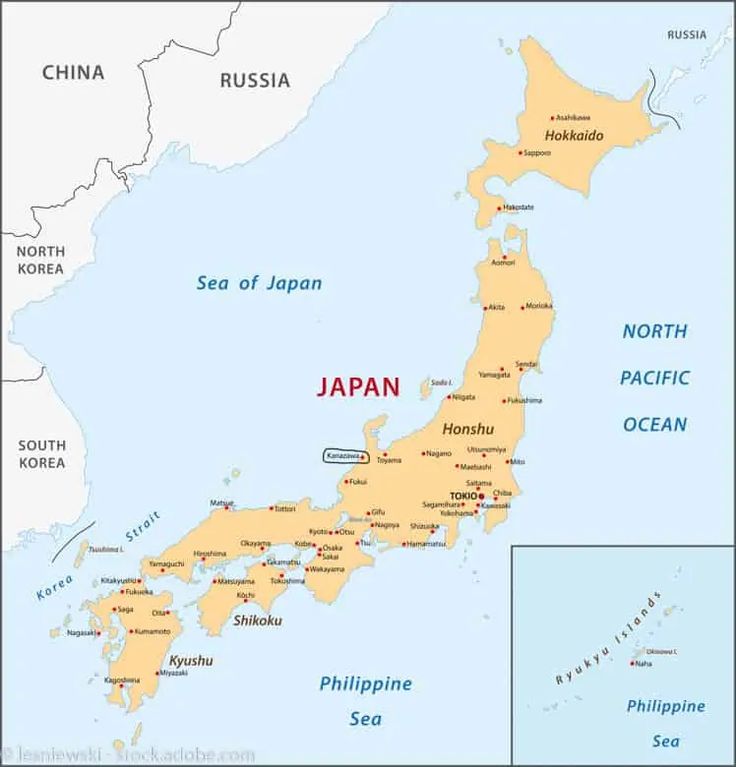 RUSSIA
CHINA
RUSSIA
Asahikawa
Hokkaido
Sapporo
Hakodate
NORTH
KOREA
Aomori
Sea of Japan
Akita
Morioka
NORTH
PACIFIC
OCEAN
Sendai
Yamagata
Sado I.
JAPAN
Niigata
Fukushima
SOUTH
KOREA
Honshu
Kanazawa
Toyama
Nagano
Utsunomiya
Mito
Maebashi
Fukui
Saitama
TOKIO
Chiba
Matsue
Tottori
Gifu
Sagamihara
Kawasaki
Yokohama
Nagoya
Shizuoka
Kyoto
Otsu
Tsu
Hamamatsu
Korea Strait
Tsushima I.
Okayama
Kobe
Osaka
Sakai
Hiroshima
Yamaguchi
Takamatsu
Wakayama
Kitakyushu
Matsuyama
Tokushima
Fukuoka
Kochi
Saga
Oita
Shikoku
Nagasaki
Kumamoto
Kyushu
Miyazaki
Kagoshima
Philippine
Sea
Ryukyu Islands
Okinawa I.
Naha
Philippine
Sea
© lesniewski - stock.adobe.com